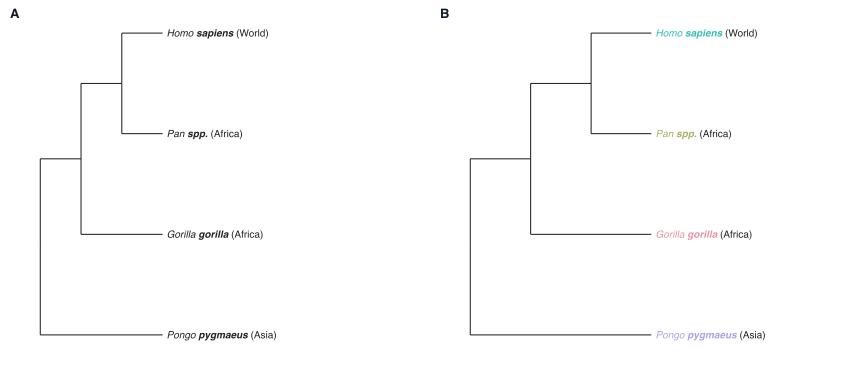 A
Homo sapiens (World)
Pan spp. (Africa)
Gorilla gorilla (Africa)
Pongo pygmaeus (Asia)
B
Homo sapiens (World)
Pan spp. (Africa)
Gorilla gorilla (Africa)
Pongo pygmaeus (Asia)